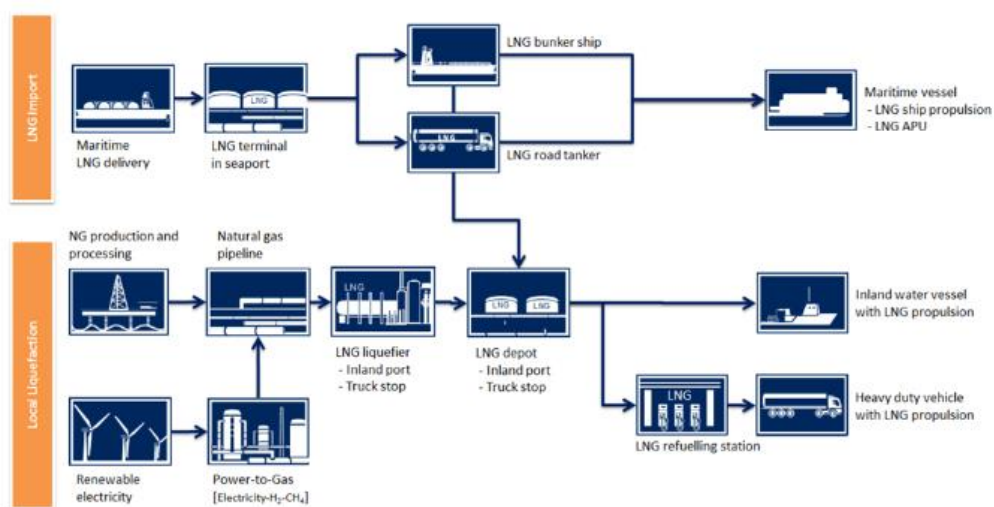 LNG Import
LNG bunker ship
LNG
Maritime
LNG delivery
LNG terminal
in seaport
LNG
LNG road tanker
Maritime vessel
- LNG ship propulsion
- LNG APU
Local Liquefaction
NG production and
processing
Natural gas
pipeline
LNG
LNG liquefier
- Inland port
- Truck stop
LNG LNG
LNG depot
- Inland port
- Truck stop
Inland water vessel
with LNG propulsion
LNG
LNG refuelling station
Heavy duty vehicle
with LNG propulsion
Renewable
electricity
Power-to-Gas
[Electricity-H₂-CH₄]